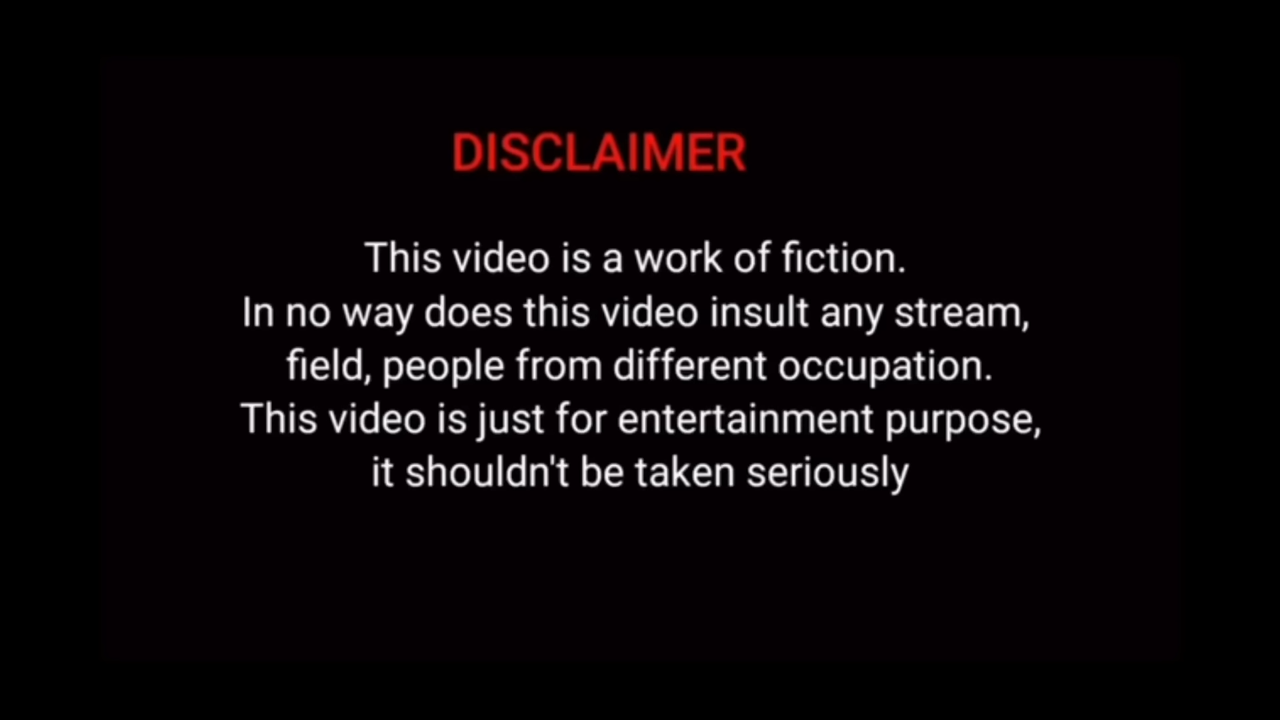 DISCLAIMER
This video is a work of fiction.
In no way does this video insult any stream,
field, people from different occupation.
This video is just for entertainment purpose,
it shouldn't be taken seriously